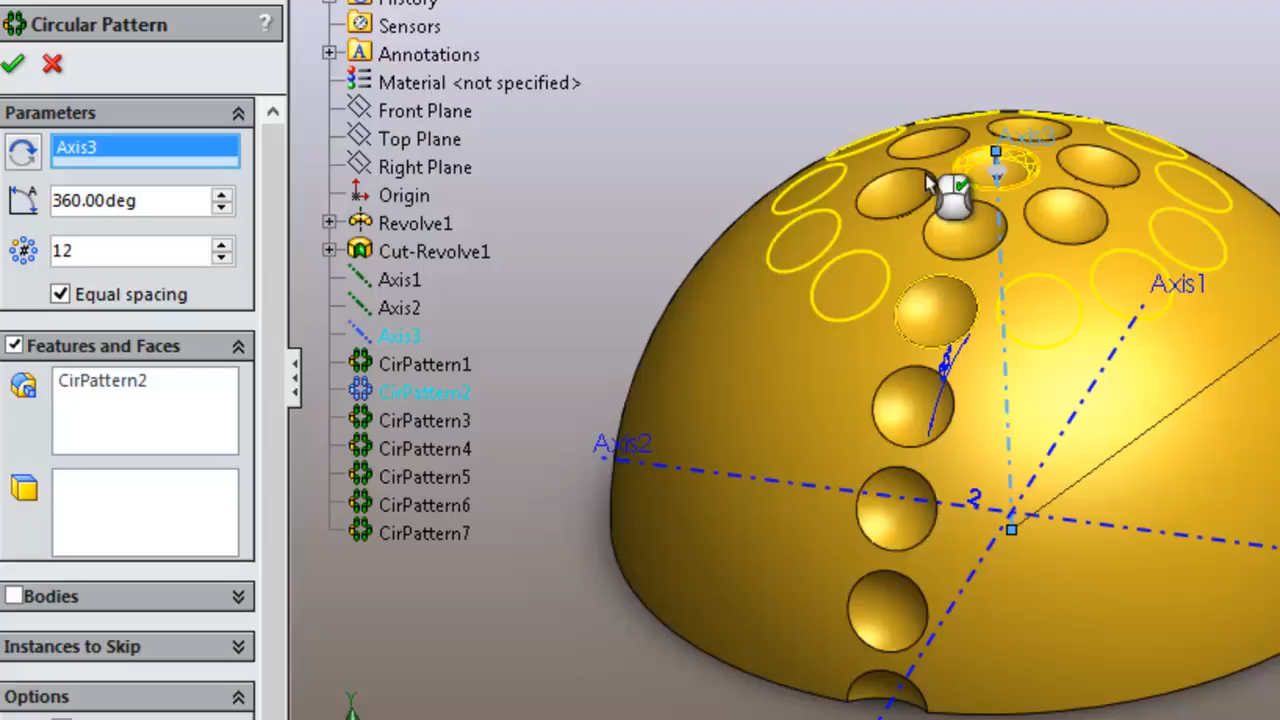 Circular Pattern
?
Parameters
Axis3
360.00deg
12
Equal spacing
Features and Faces
CirPattern2
Bodies
Instances to Skip
Options
History
Sensors
A Annotations
Material <not specified>
Front Plane
Top Plane
Right Plane
Origin
Revolve1
Cut-Revolve1
Axis1
Axis2
Axis3
CirPattern1
CirPattern2
CirPattern3
CirPattern4
CirPattern5
CirPattern6
CirPattern7
Axis3
Axis1
Axis2
2
Y